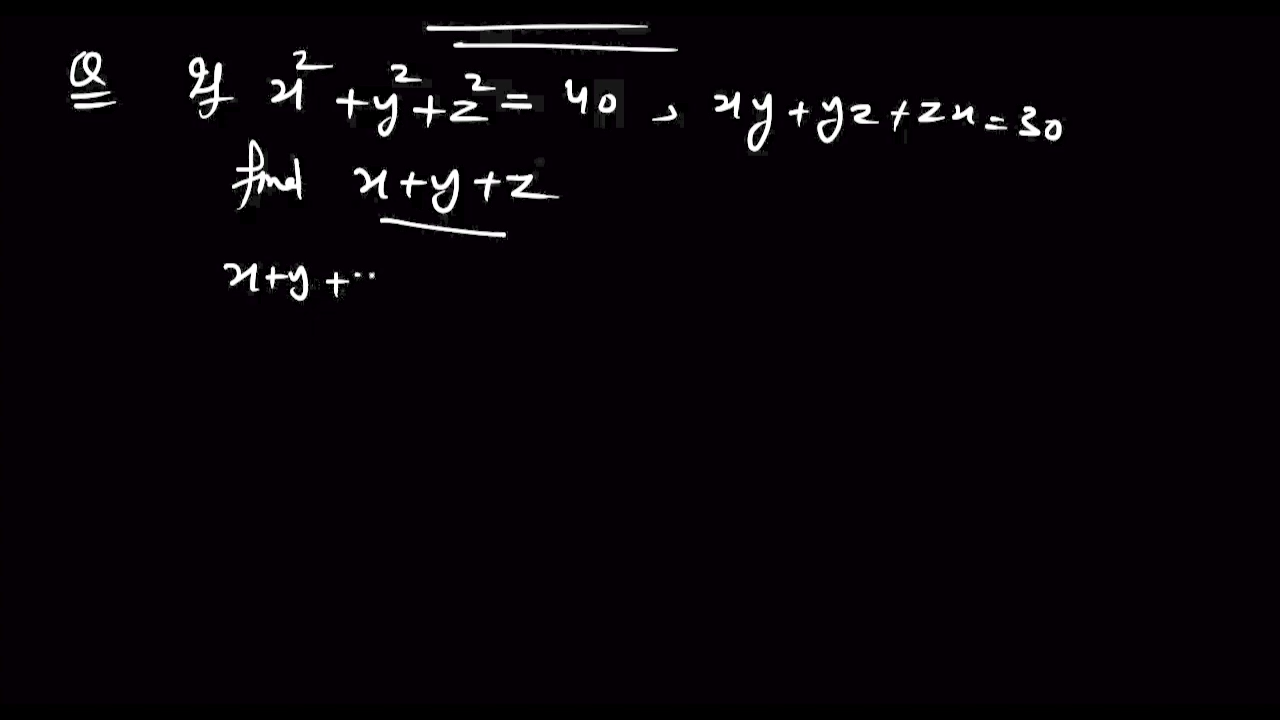 Q If x² + y² + z² = 40 , xy + yz + zx = 30
find x + y + z
x + y +